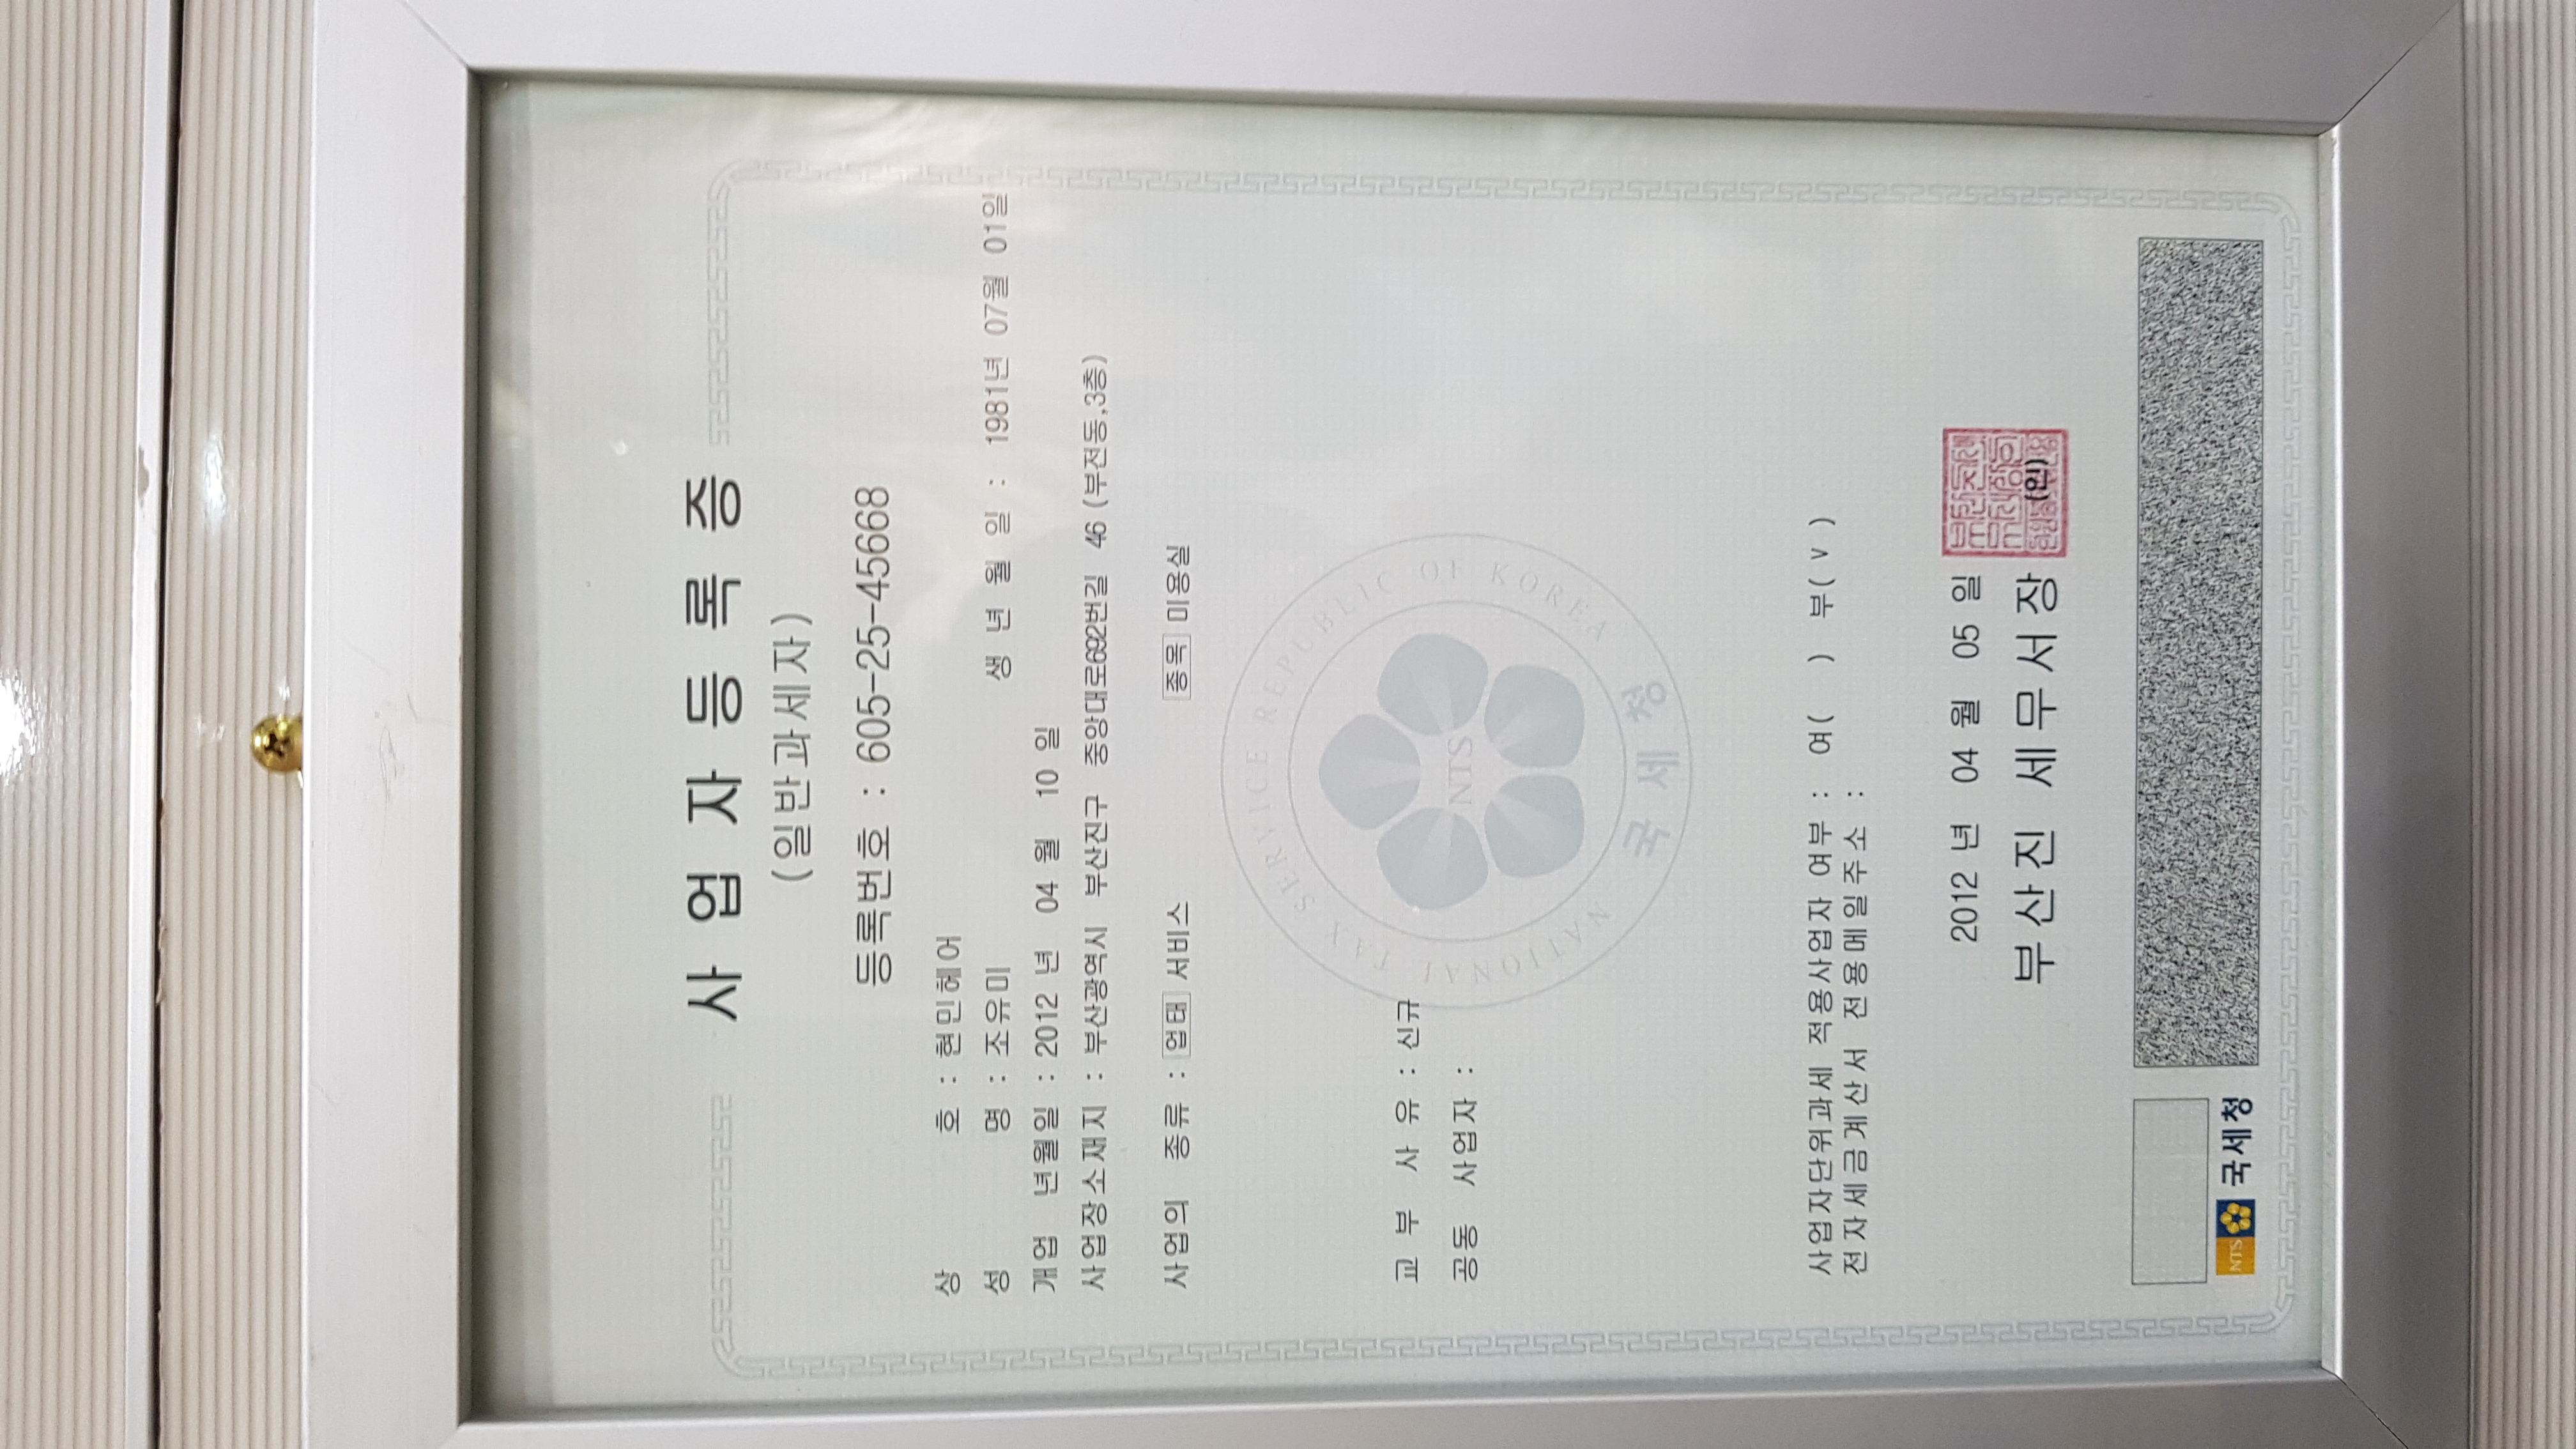 사 업 자 등 록 증
(일반과세자)
등록번호 : 605-25-45668
상 호 : 현민헤어
성 명 : 조유미 생 년 월 일 : 1981년 07월 01일
개업 년월일 : 2012 년 04 월 10 일
사업장소재지 : 부산광역시 부산진구 중앙대로692번길 46 (부전동,3층)
사업의 종류 : 업태 서비스 종목 미용실
NATIONAL TAX SERVICE REPUBLIC OF KOREA
NTS
국세청
교 부 사 유 : 신규
공동 사업자 :
사업자단위과세 적용사업자 여부 : 여( ) 부( v )
전자세금계산서 전용메일주소 :
2012 년 04 월 05 일
부산진 세무서장 (인)
NTS 국세청